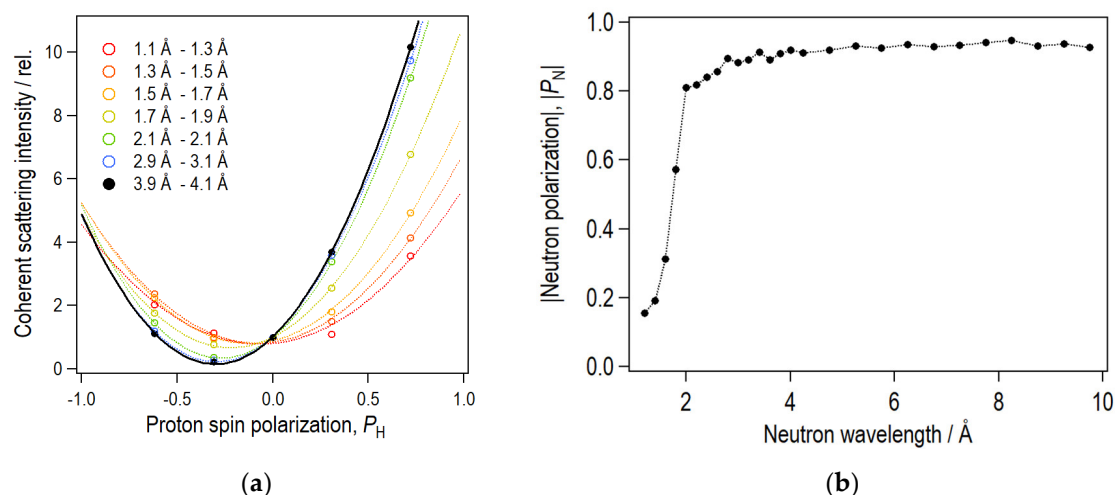 10
8
6
4
2
0
Coherent scattering intensity / rel.
1.1 Å - 1.3 Å
1.3 Å - 1.5 Å
1.5 Å - 1.7 Å
1.7 Å - 1.9 Å
2.1 Å - 2.1 Å
2.9 Å - 3.1 Å
3.9 Å - 4.1 Å
-1.0 -0.5 0.0 0.5 1.0
Proton spin polarization, P_H
(a)
1.0
0.8
0.6
0.4
0.2
0.0
|Neutron polarization|, |P_N|
2 4 6 8 10
Neutron wavelength / Å
(b)